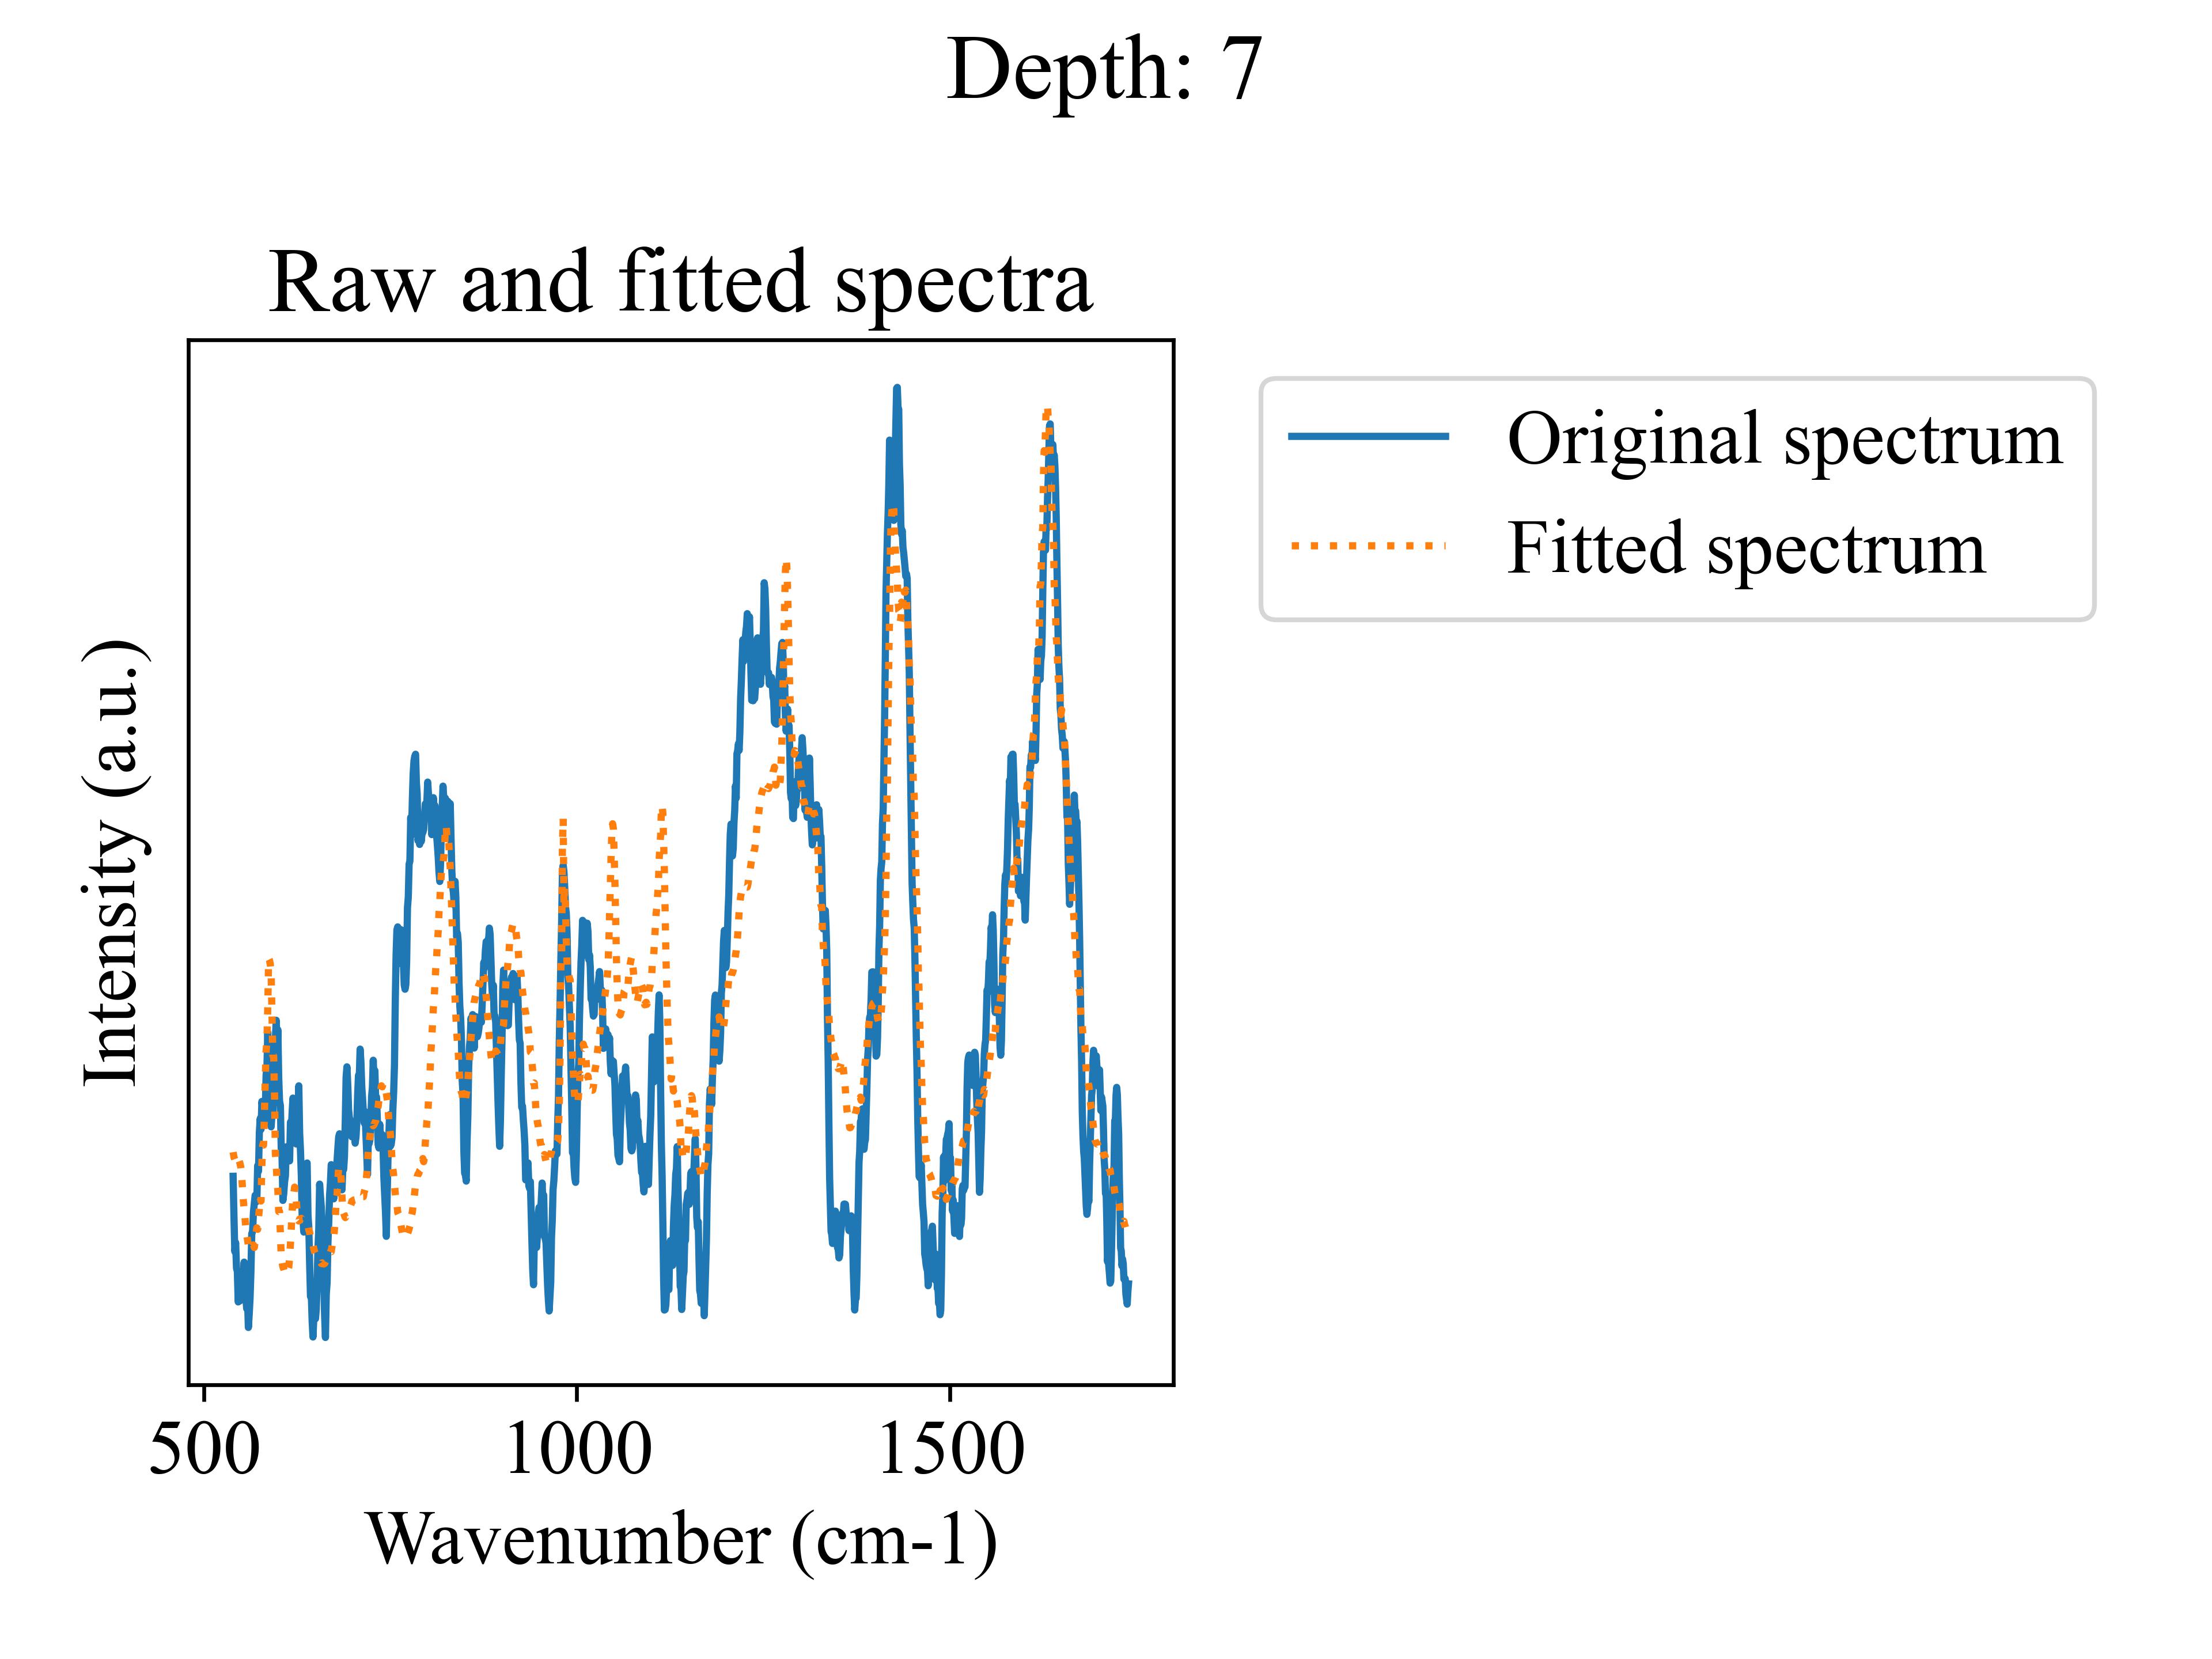 Depth: 7
Raw and fitted spectra
Original spectrum
Fitted spectrum
Intensity (a.u.)
500 1000 1500
Wavenumber (cm-1)